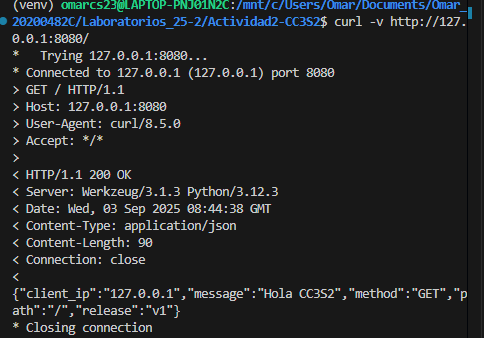 (venv) omarcs23@LAPTOP-PNJ01N2C:/mnt/c/Users/Omar/Documents/Omar_
20200482C/Laboratorios_25-2/Actividad2-CC3S2$ curl -v http://127.
0.0.1:8080/
*   Trying 127.0.0.1:8080...
* Connected to 127.0.0.1 (127.0.0.1) port 8080
> GET / HTTP/1.1
> Host: 127.0.0.1:8080
> User-Agent: curl/8.5.0
> Accept: */*
>
< HTTP/1.1 200 OK
< Server: Werkzeug/3.1.3 Python/3.12.3
< Date: Wed, 03 Sep 2025 08:44:38 GMT
< Content-Type: application/json
< Content-Length: 90
< Connection: close
<
{"client_ip":"127.0.0.1","message":"Hola CC3S2","method":"GET","p
ath":"/","release":"v1"}
* Closing connection